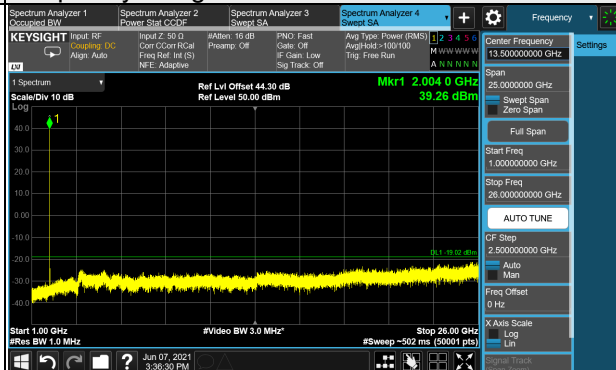 Spectrum Analyzer 1
Occupied BW
Spectrum Analyzer 2
Power Stat CCDF
Spectrum Analyzer 3
Swept SA
Spectrum Analyzer 4
Swept SA
Frequency
KEYSIGHT
Input: RF
Coupling: DC
Align: Auto
Input Z: 50 Ω
Corr CCorr RCal
Freq Ref: Int (S)
NFE: Adaptive
#Atten: 16 dB
Preamp: Off
PNO: Fast
Gate: Off
IF Gain: Low
Sig Track: Off
Avg Type: Power (RMS)
Avg|Hold:>100/100
Trig: Free Run
1 2 3 4 5 6
M W W W W W
A N N N N N
LXI
1 Spectrum
Scale/Div 10 dB
Log
Ref Lvl Offset 44.30 dB
Ref Level 50.00 dBm
Mkr1 2.004 0 GHz
39.26 dBm
1
40.0
30.0
20.0
10.0
0.00
-10.0
-20.0
-30.0
-40.0
DL1 -19.02 dBm
Start 1.00 GHz
#Res BW 1.0 MHz
#Video BW 3.0 MHz*
Stop 26.00 GHz
#Sweep ~502 ms (50001 pts)
Jun 07, 2021
3:36:30 PM
Center Frequency
13.500000000 GHz
Settings
Span
25.0000000 GHz
Swept Span
Zero Span
Full Span
Start Freq
1.000000000 GHz
Stop Freq
26.000000000 GHz
AUTO TUNE
CF Step
2.500000000 GHz
Auto
Man
Freq Offset
0 Hz
X Axis Scale
Log
Lin
Signal Track